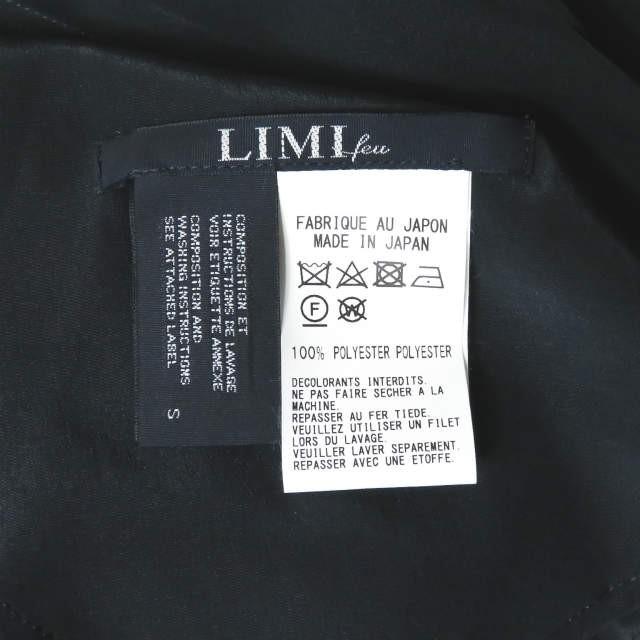 LIMI feu
COMPOSITION ET
INSTRUCTIONS DE LAVAGE
VOIR ETIQUETTE ANNEXE
COMPOSITION AND
WASHING INSTRUCTIONS
SEE ATTACHED LABEL
S
FABRIQUE AU JAPON
MADE IN JAPAN
F W
100% POLYESTER POLYESTER
DECOLORANTS INTERDITS.
NE PAS FAIRE SECHER A LA
MACHINE.
REPASSER AU FER TIEDE.
VEUILLEZ UTILISER UN FILET
LORS DU LAVAGE.
VEUILLER LAVER SEPAREMENT.
REPASSER AVEC UNE ETOFFE.